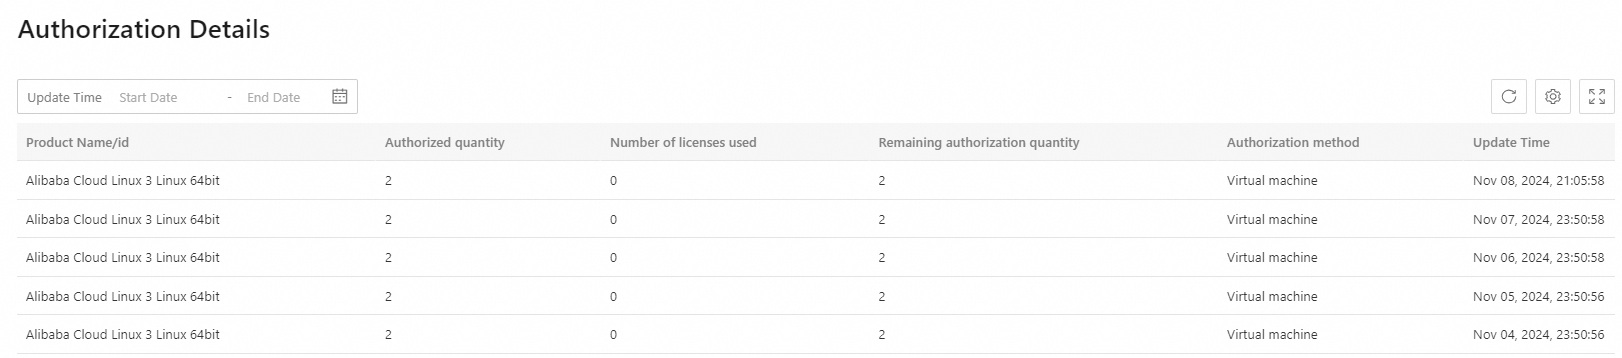 Authorization Details
Update Time Start Date - End Date
Product Name/id Authorized quantity Number of licenses used Remaining authorization quantity Authorization method Update Time
Alibaba Cloud Linux 3 Linux 64bit 2 0 2 Virtual machine Nov 08, 2024, 21:05:58
Alibaba Cloud Linux 3 Linux 64bit 2 0 2 Virtual machine Nov 07, 2024, 23:50:58
Alibaba Cloud Linux 3 Linux 64bit 2 0 2 Virtual machine Nov 06, 2024, 23:50:58
Alibaba Cloud Linux 3 Linux 64bit 2 0 2 Virtual machine Nov 05, 2024, 23:50:56
Alibaba Cloud Linux 3 Linux 64bit 2 0 2 Virtual machine Nov 04, 2024, 23:50:56